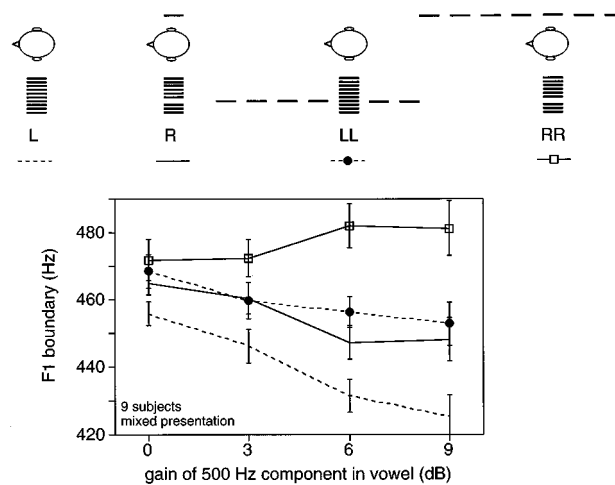 L R LL RR
F1 boundary (Hz)
480
460
440
420
9 subjects
mixed presentation
0 3 6 9
gain of 500 Hz component in vowel (dB)